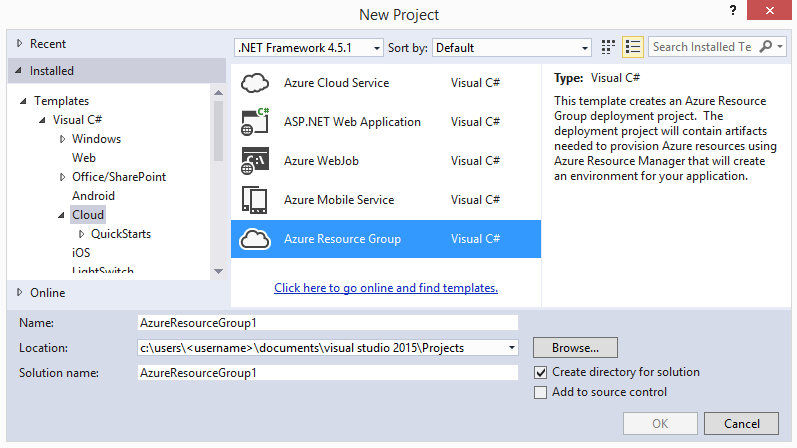 New Project
?
Recent
Installed
Templates
Visual C#
Windows
Web
Office/SharePoint
Android
Cloud
QuickStarts
iOS
LightSwitch
Online
.NET Framework 4.5.1
Sort by:
Default
Search Installed Te
Azure Cloud Service Visual C#
ASP.NET Web Application Visual C#
Azure WebJob Visual C#
Azure Mobile Service Visual C#
Azure Resource Group Visual C#
Click here to go online and find templates.
Type: Visual C#
This template creates an Azure Resource
Group deployment project. The
deployment project will contain artifacts
needed to provision Azure resources using
Azure Resource Manager that will create
an environment for your application.
Name:
AzureResourceGroup1
Location:
c:\users\<username>\documents\visual studio 2015\Projects
Browse...
Solution name:
AzureResourceGroup1
Create directory for solution
Add to source control
OK
Cancel